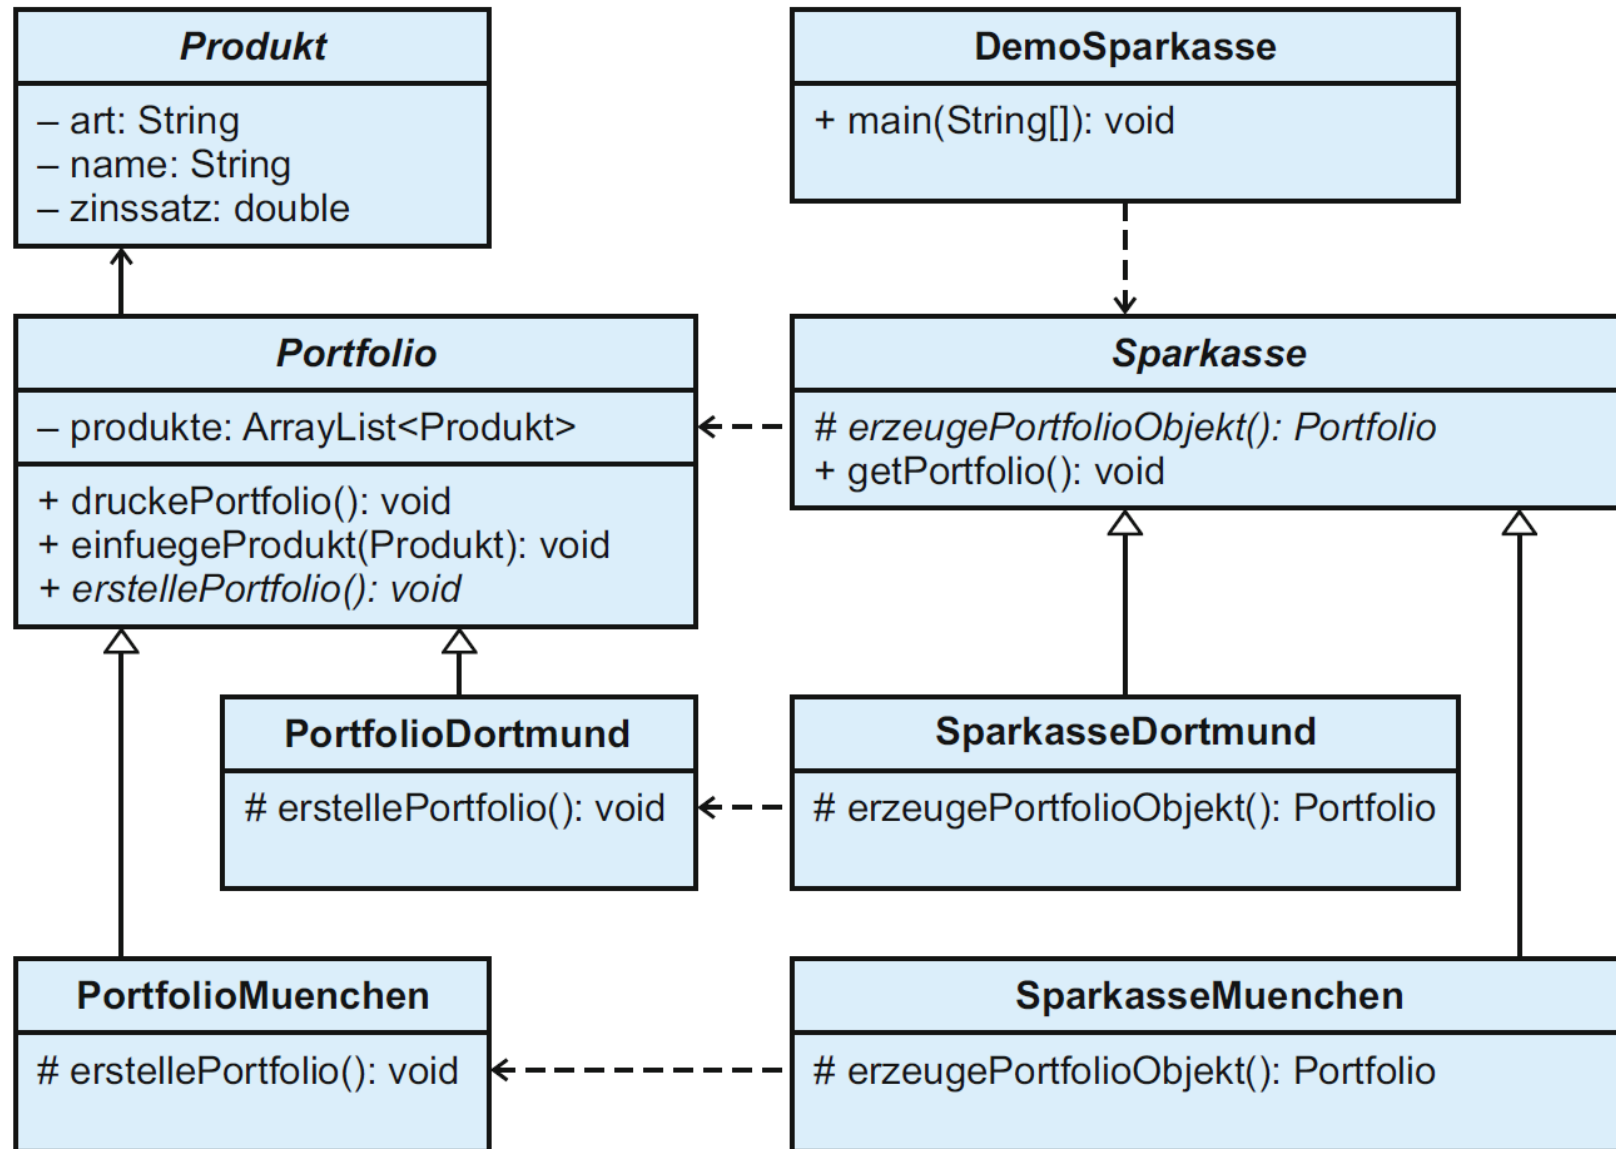 Produkt
– art: String
– name: String
– zinssatz: double
DemoSparkasse
+ main(String[]): void
Portfolio
– produkte: ArrayList<Produkt>
+ druckePortfolio(): void
+ einfuegeProdukt(Produkt): void
+ erstellePortfolio(): void
Sparkasse
# erzeugePortfolioObjekt(): Portfolio
+ getPortfolio(): void
PortfolioDortmund
# erstellePortfolio(): void
SparkasseDortmund
# erzeugePortfolioObjekt(): Portfolio
PortfolioMuenchen
# erstellePortfolio(): void
SparkasseMuenchen
# erzeugePortfolioObjekt(): Portfolio